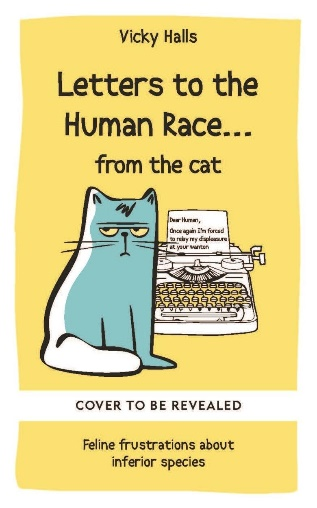 Vicky Halls
Letters to the
Human Race...
from the cat
Dear Human,
Once again I'm forced
to relay my displeasure
at your wanton
COVER TO BE REVEALED
Feline frustrations about
inferior species